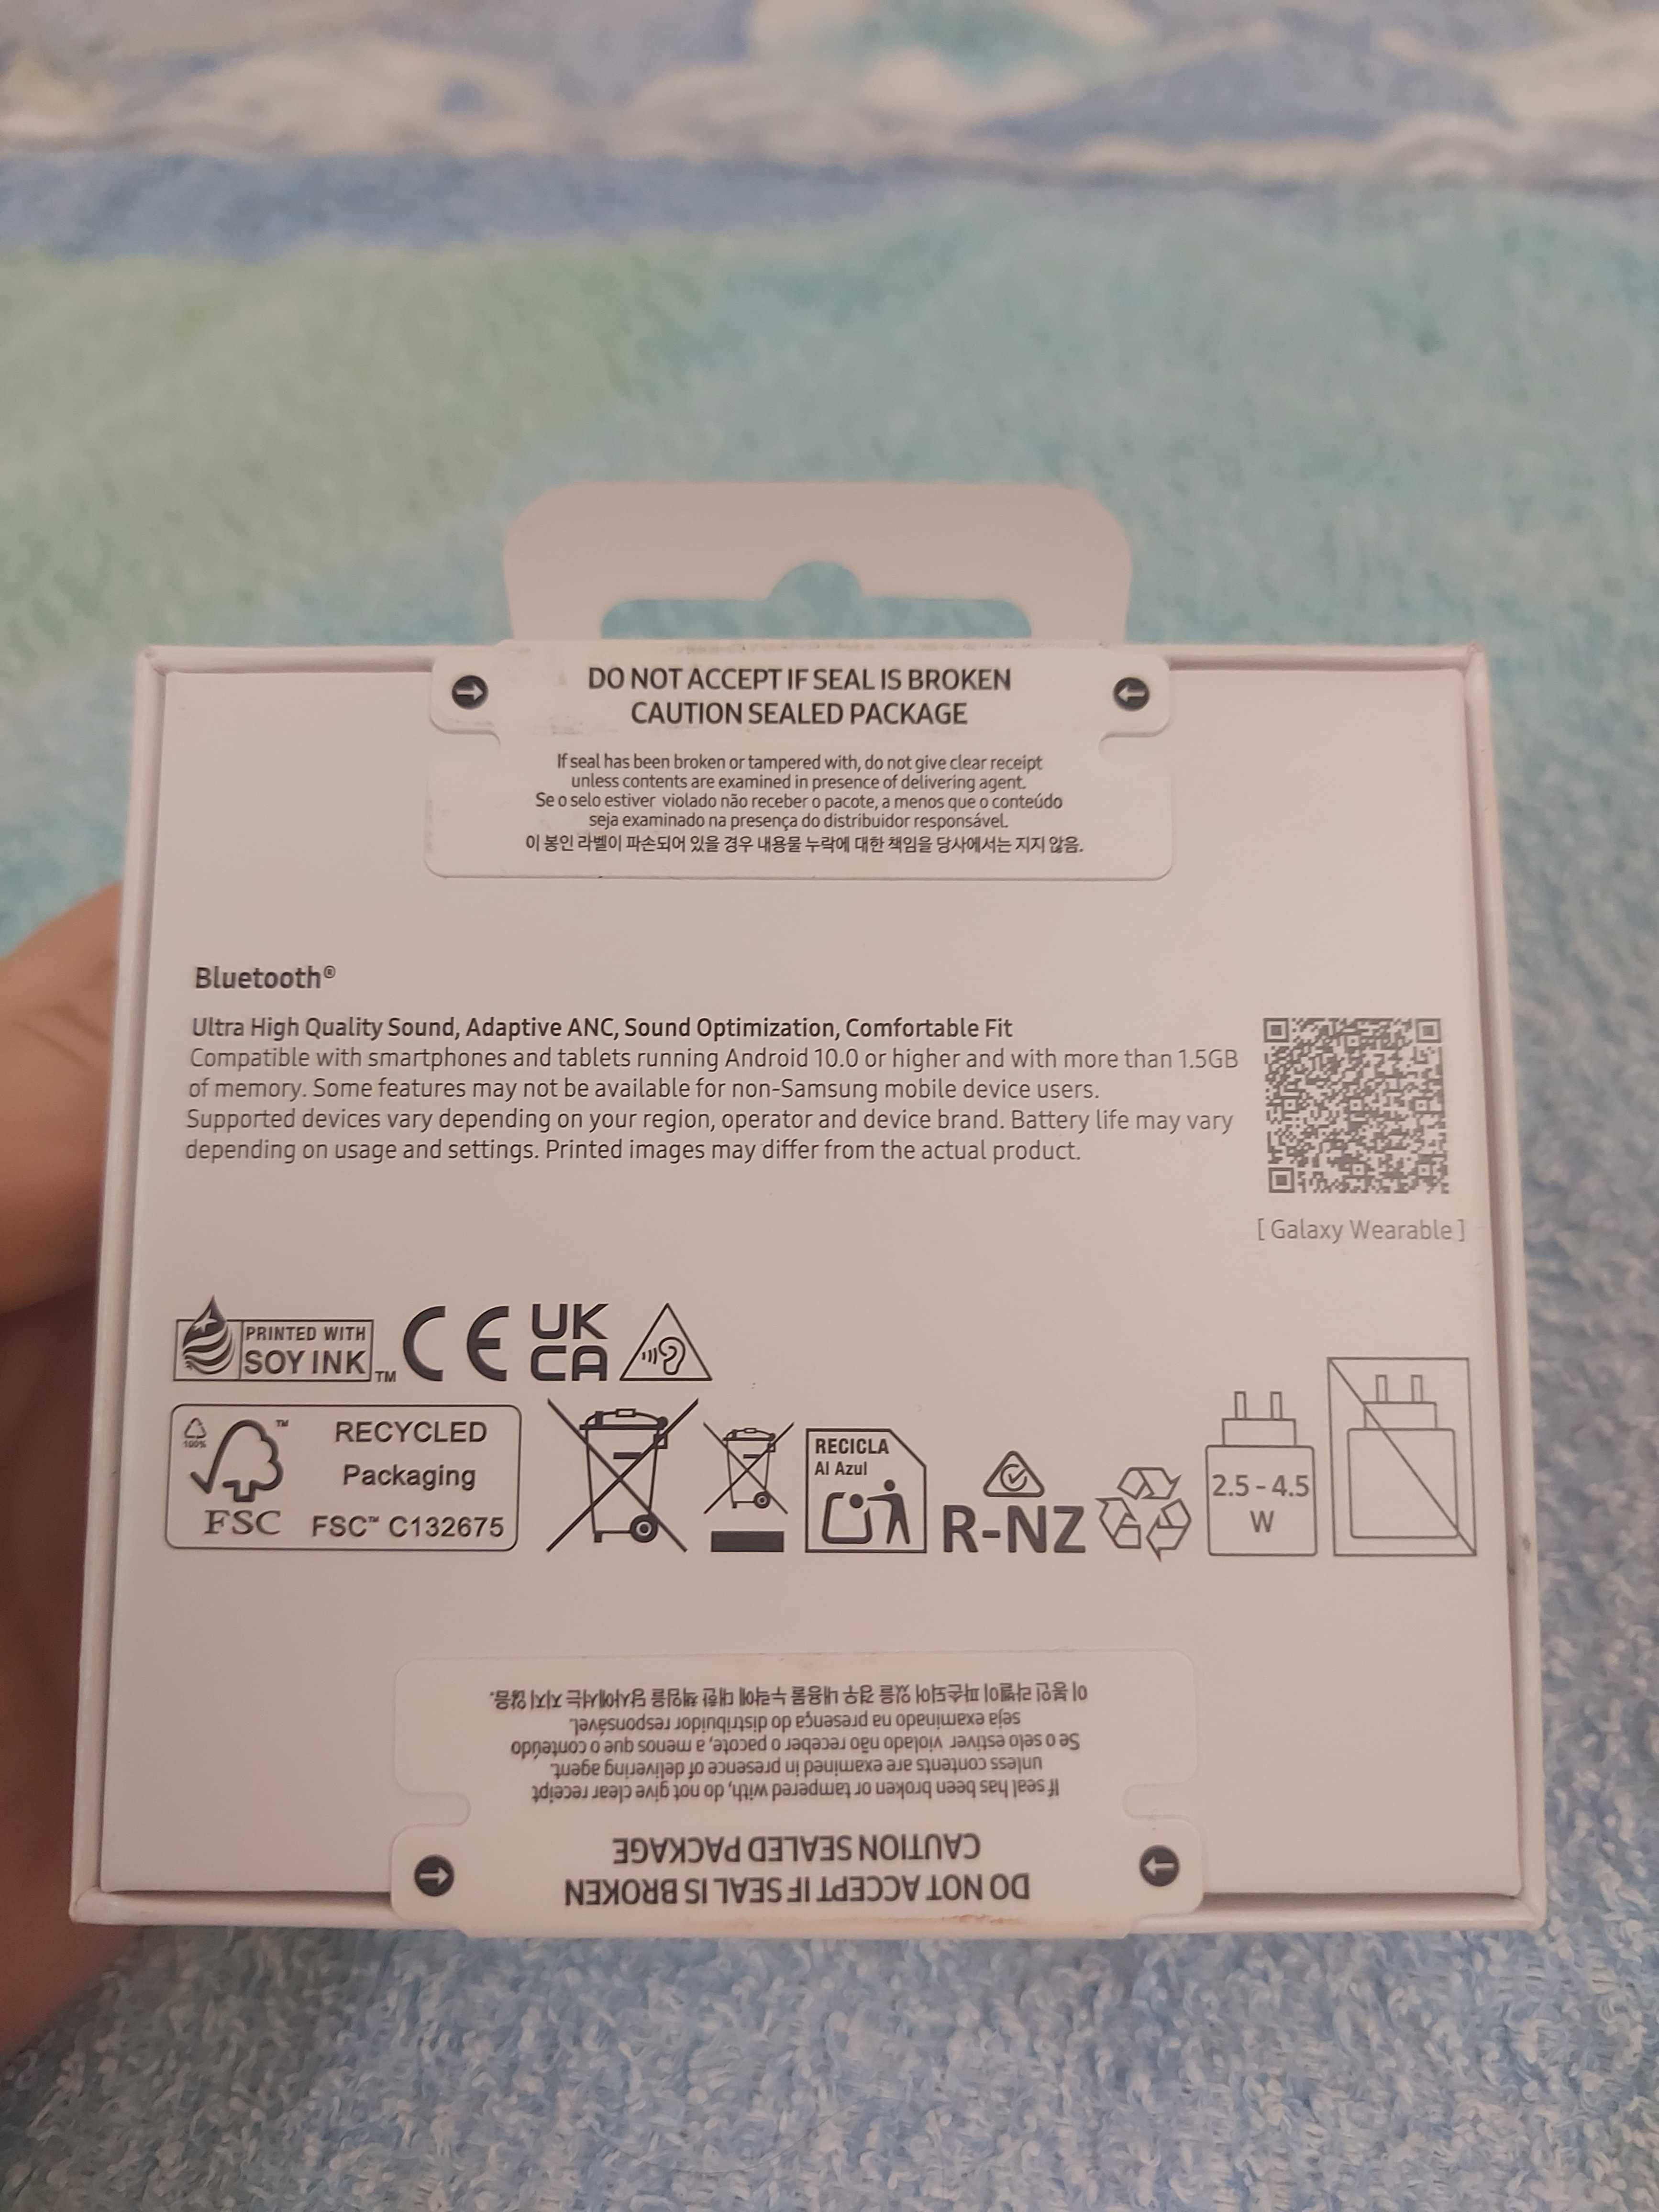 DO NOT ACCEPT IF SEAL IS BROKEN
CAUTION SEALED PACKAGE
If seal has been broken or tampered with, do not give clear receipt
unless contents are examined in presence of delivering agent.
Se o selo estiver violado não receber o pacote, a menos que o conteúdo
seja examinado na presença do distribuidor responsável.
이 봉인 라벨이 파손되어 있을 경우 내용물 누락에 대한 책임을 당사에서는 지지 않음.
Bluetooth®
Ultra High Quality Sound, Adaptive ANC, Sound Optimization, Comfortable Fit
Compatible with smartphones and tablets running Android 10.0 or higher and with more than 1.5GB
of memory. Some features may not be available for non-Samsung mobile device users.
Supported devices vary depending on your region, operator and device brand. Battery life may vary
depending on usage and settings. Printed images may differ from the actual product.
[ Galaxy Wearable ]
PRINTED WITH
SOY INK TM
CE
UK
CA
100%
TM
FSC
RECYCLED
Packaging
FSC™ C132675
RECICLA
Al Azul
R-NZ
2.5 - 4.5
W
DO NOT ACCEPT IF SEAL IS BROKEN
CAUTION SEALED PACKAGE
If seal has been broken or tampered with, do not give clear receipt
unless contents are examined in presence of delivering agent.
Se o selo estiver violado não receber o pacote, a menos que o conteúdo
seja examinado na presença do distribuidor responsável.
이 봉인 라벨이 파손되어 있을 경우 내용물 누락에 대한 책임을 당사에서는 지지 않음.